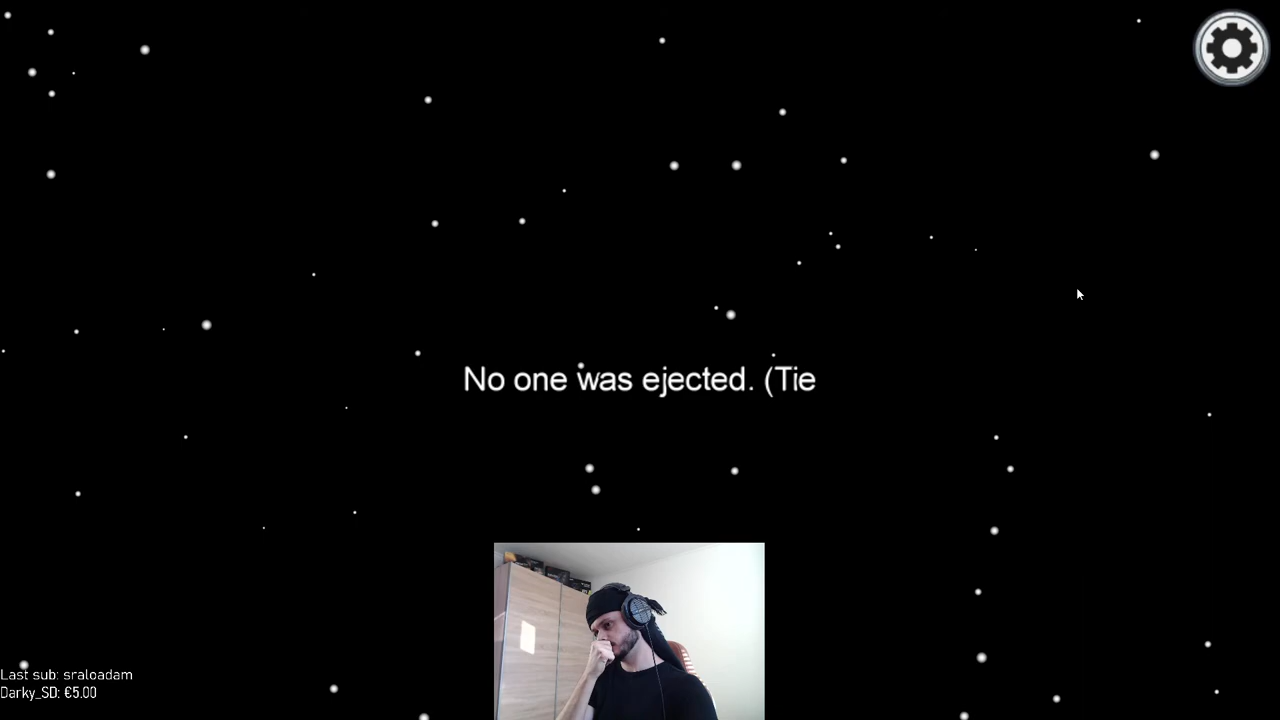 No one was ejected. (Tie
Last sub: sraloadam
Darky_SD: €5.00